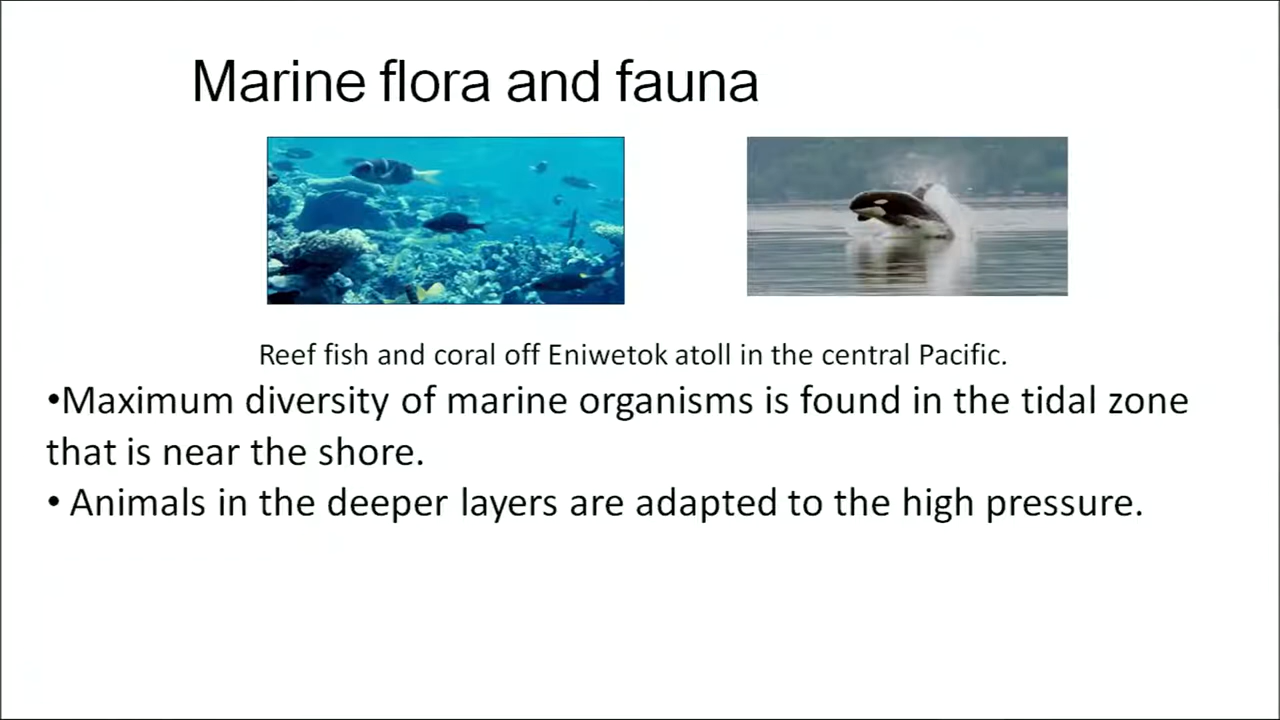 Marine flora and fauna
Reef fish and coral off Eniwetok atoll in the central Pacific.
•Maximum diversity of marine organisms is found in the tidal zone
that is near the shore.
• Animals in the deeper layers are adapted to the high pressure.